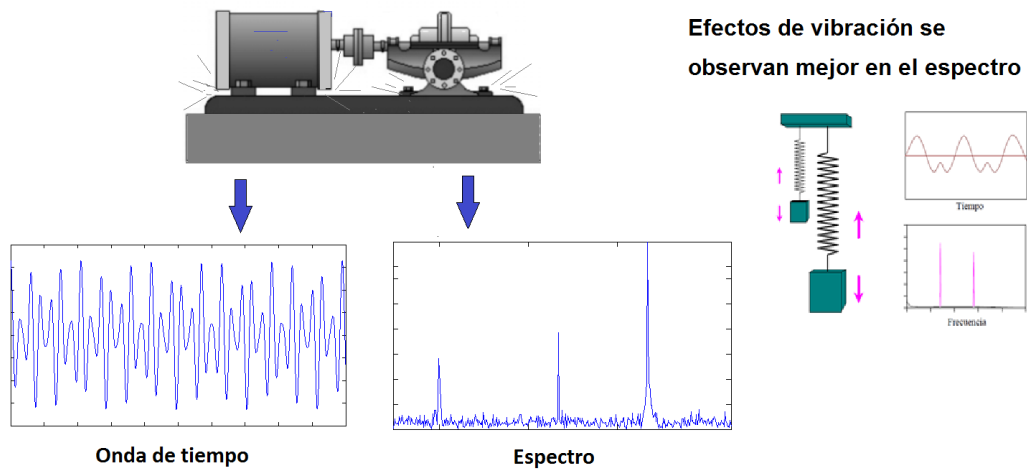 Efectos de vibración se
observan mejor en el espectro
Tiempo
Frecuencia
Onda de tiempo
Espectro